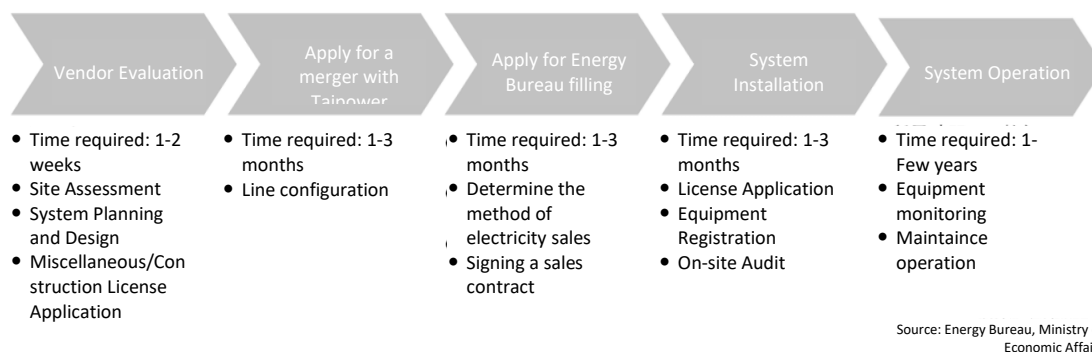 Vendor Evaluation
Apply for a
merger with
Taipower
Apply for Energy
Bureau filling
System
Installation
System Operation
• Time required: 1-2
weeks
• Site Assessment
• System Planning
and Design
• Miscellaneous/Con
struction License
Application
• Time required: 1-3
months
• Line configuration
• Time required: 1-3
months
• Determine the
method of
electricity sales
• Signing a sales
contract
• Time required: 1-3
months
• License Application
• Equipment
Registration
• On-site Audit
• Time required: 1-
Few years
• Equipment
monitoring
• Maintaince
operation
Source: Energy Bureau, Ministry
Economic Affai